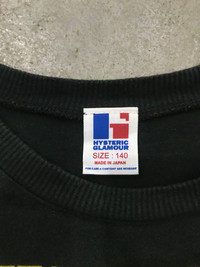 HYSTERIC
GLAMOUR
SIZE : 140
MADE IN JAPAN